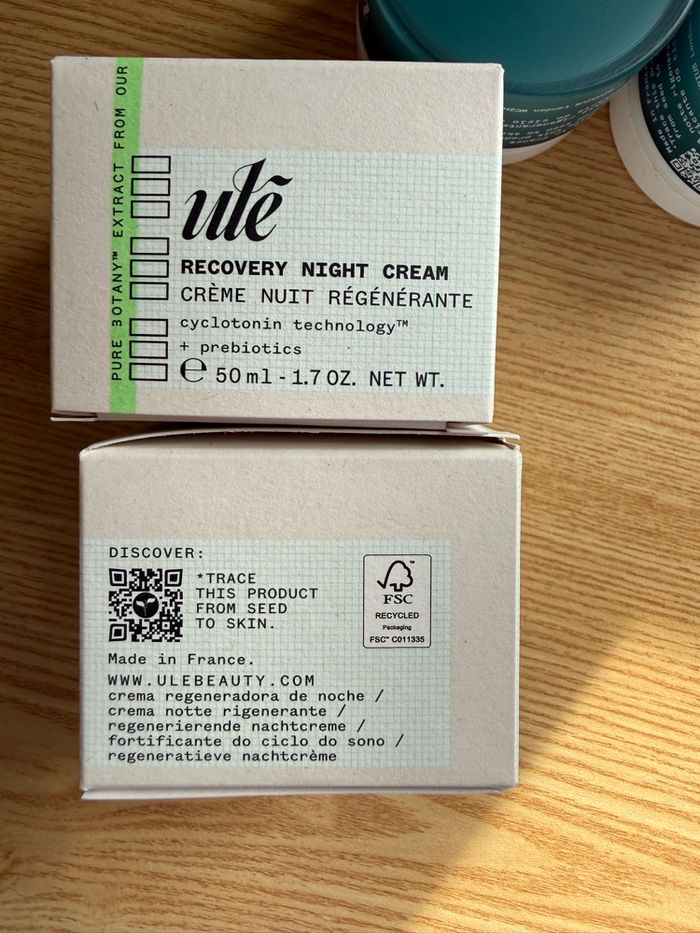 PURE BOTANY™ EXTRACT FROM OUR
ulé
RECOVERY NIGHT CREAM
CRÈME NUIT RÉGÉNÉRANTE
cyclotonin technology™
+ prebiotics
℮ 50 ml - 1.7 OZ. NET WT.
DISCOVER:
*TRACE
THIS PRODUCT
FROM SEED
TO SKIN.
FSC
RECYCLED
Packaging
FSC™ C011335
Made in France.
WWW.ULEBEAUTY.COM
crema regeneradora de noche /
crema notte rigenerante /
regenerierende nachtcreme /
fortificante do ciclo do sono /
regeneratieve nachtcrème